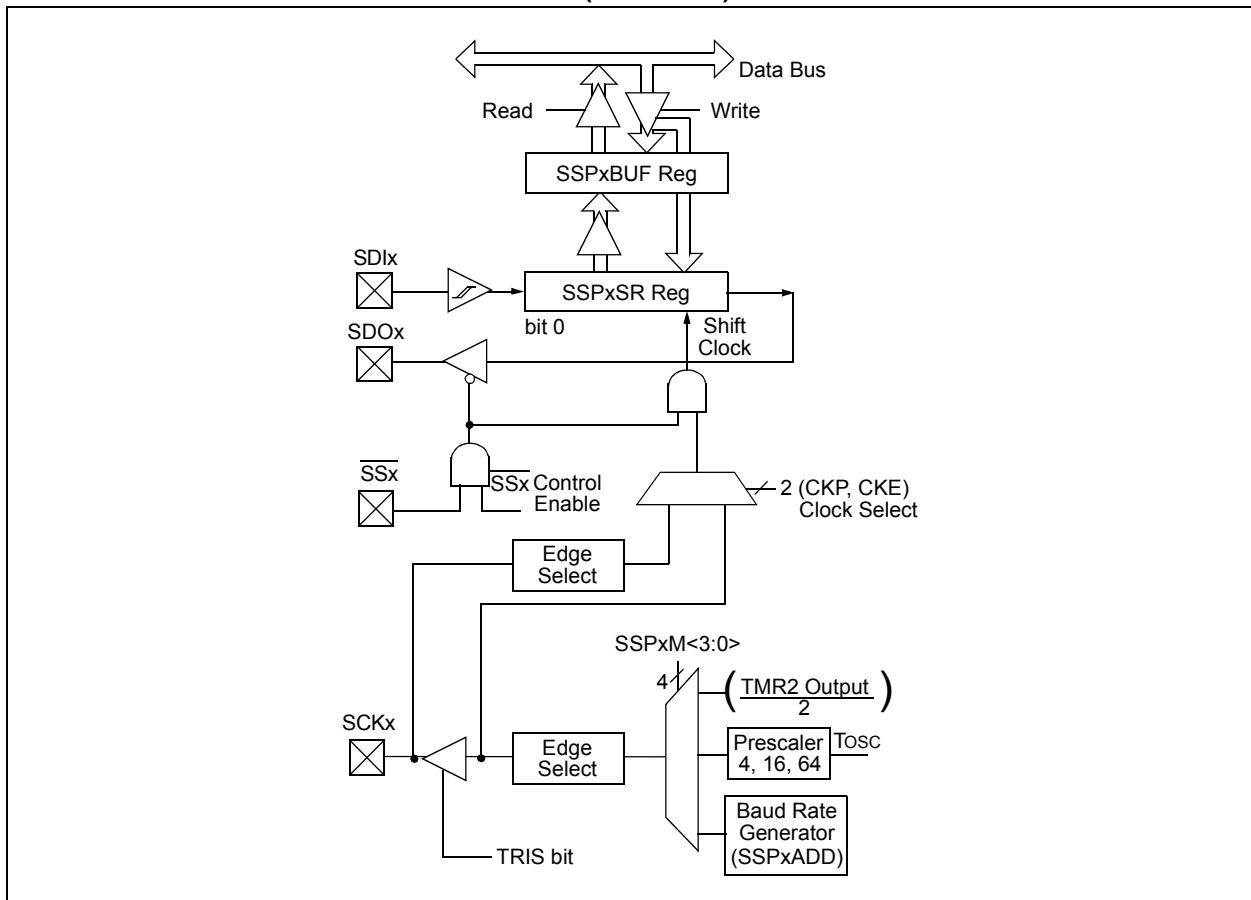 Data Bus
Read
Write
SSPxBUF Reg
SDIx
SSPxSR Reg
bit 0
Shift
Clock
SDOx
SSx
SSx Control
Enable
2 (CKP, CKE)
Clock Select
Edge
Select
SSPxM<3:0>
4
(TMR2 Output)
2
SCKx
Edge
Select
Prescaler
4, 16, 64
TOSC
Baud Rate
Generator
(SSPxADD)
TRIS bit